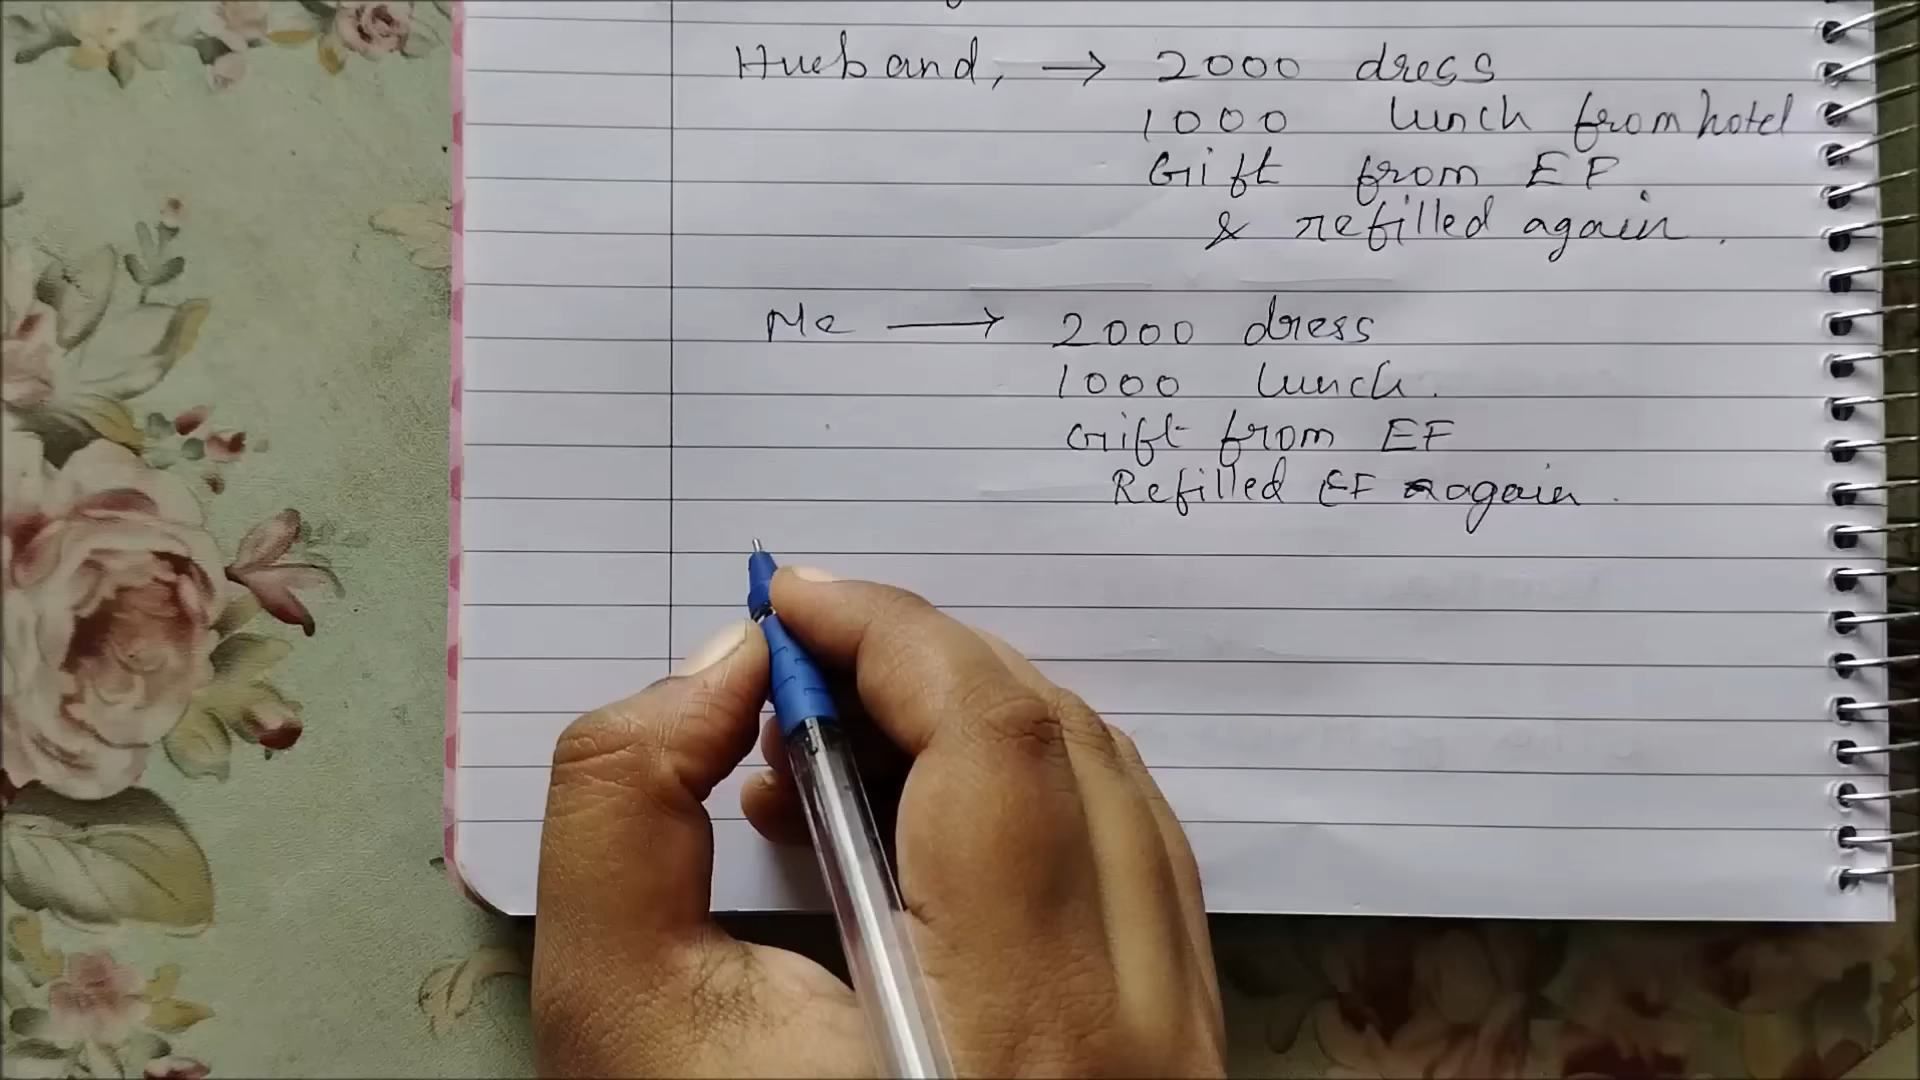 Husband, → 2000 dress
1000 lunch from hotel
Gift from EF
& refilled again.
Me → 2000 dress
1000 lunch.
Gift from EF
Refilled EF again.